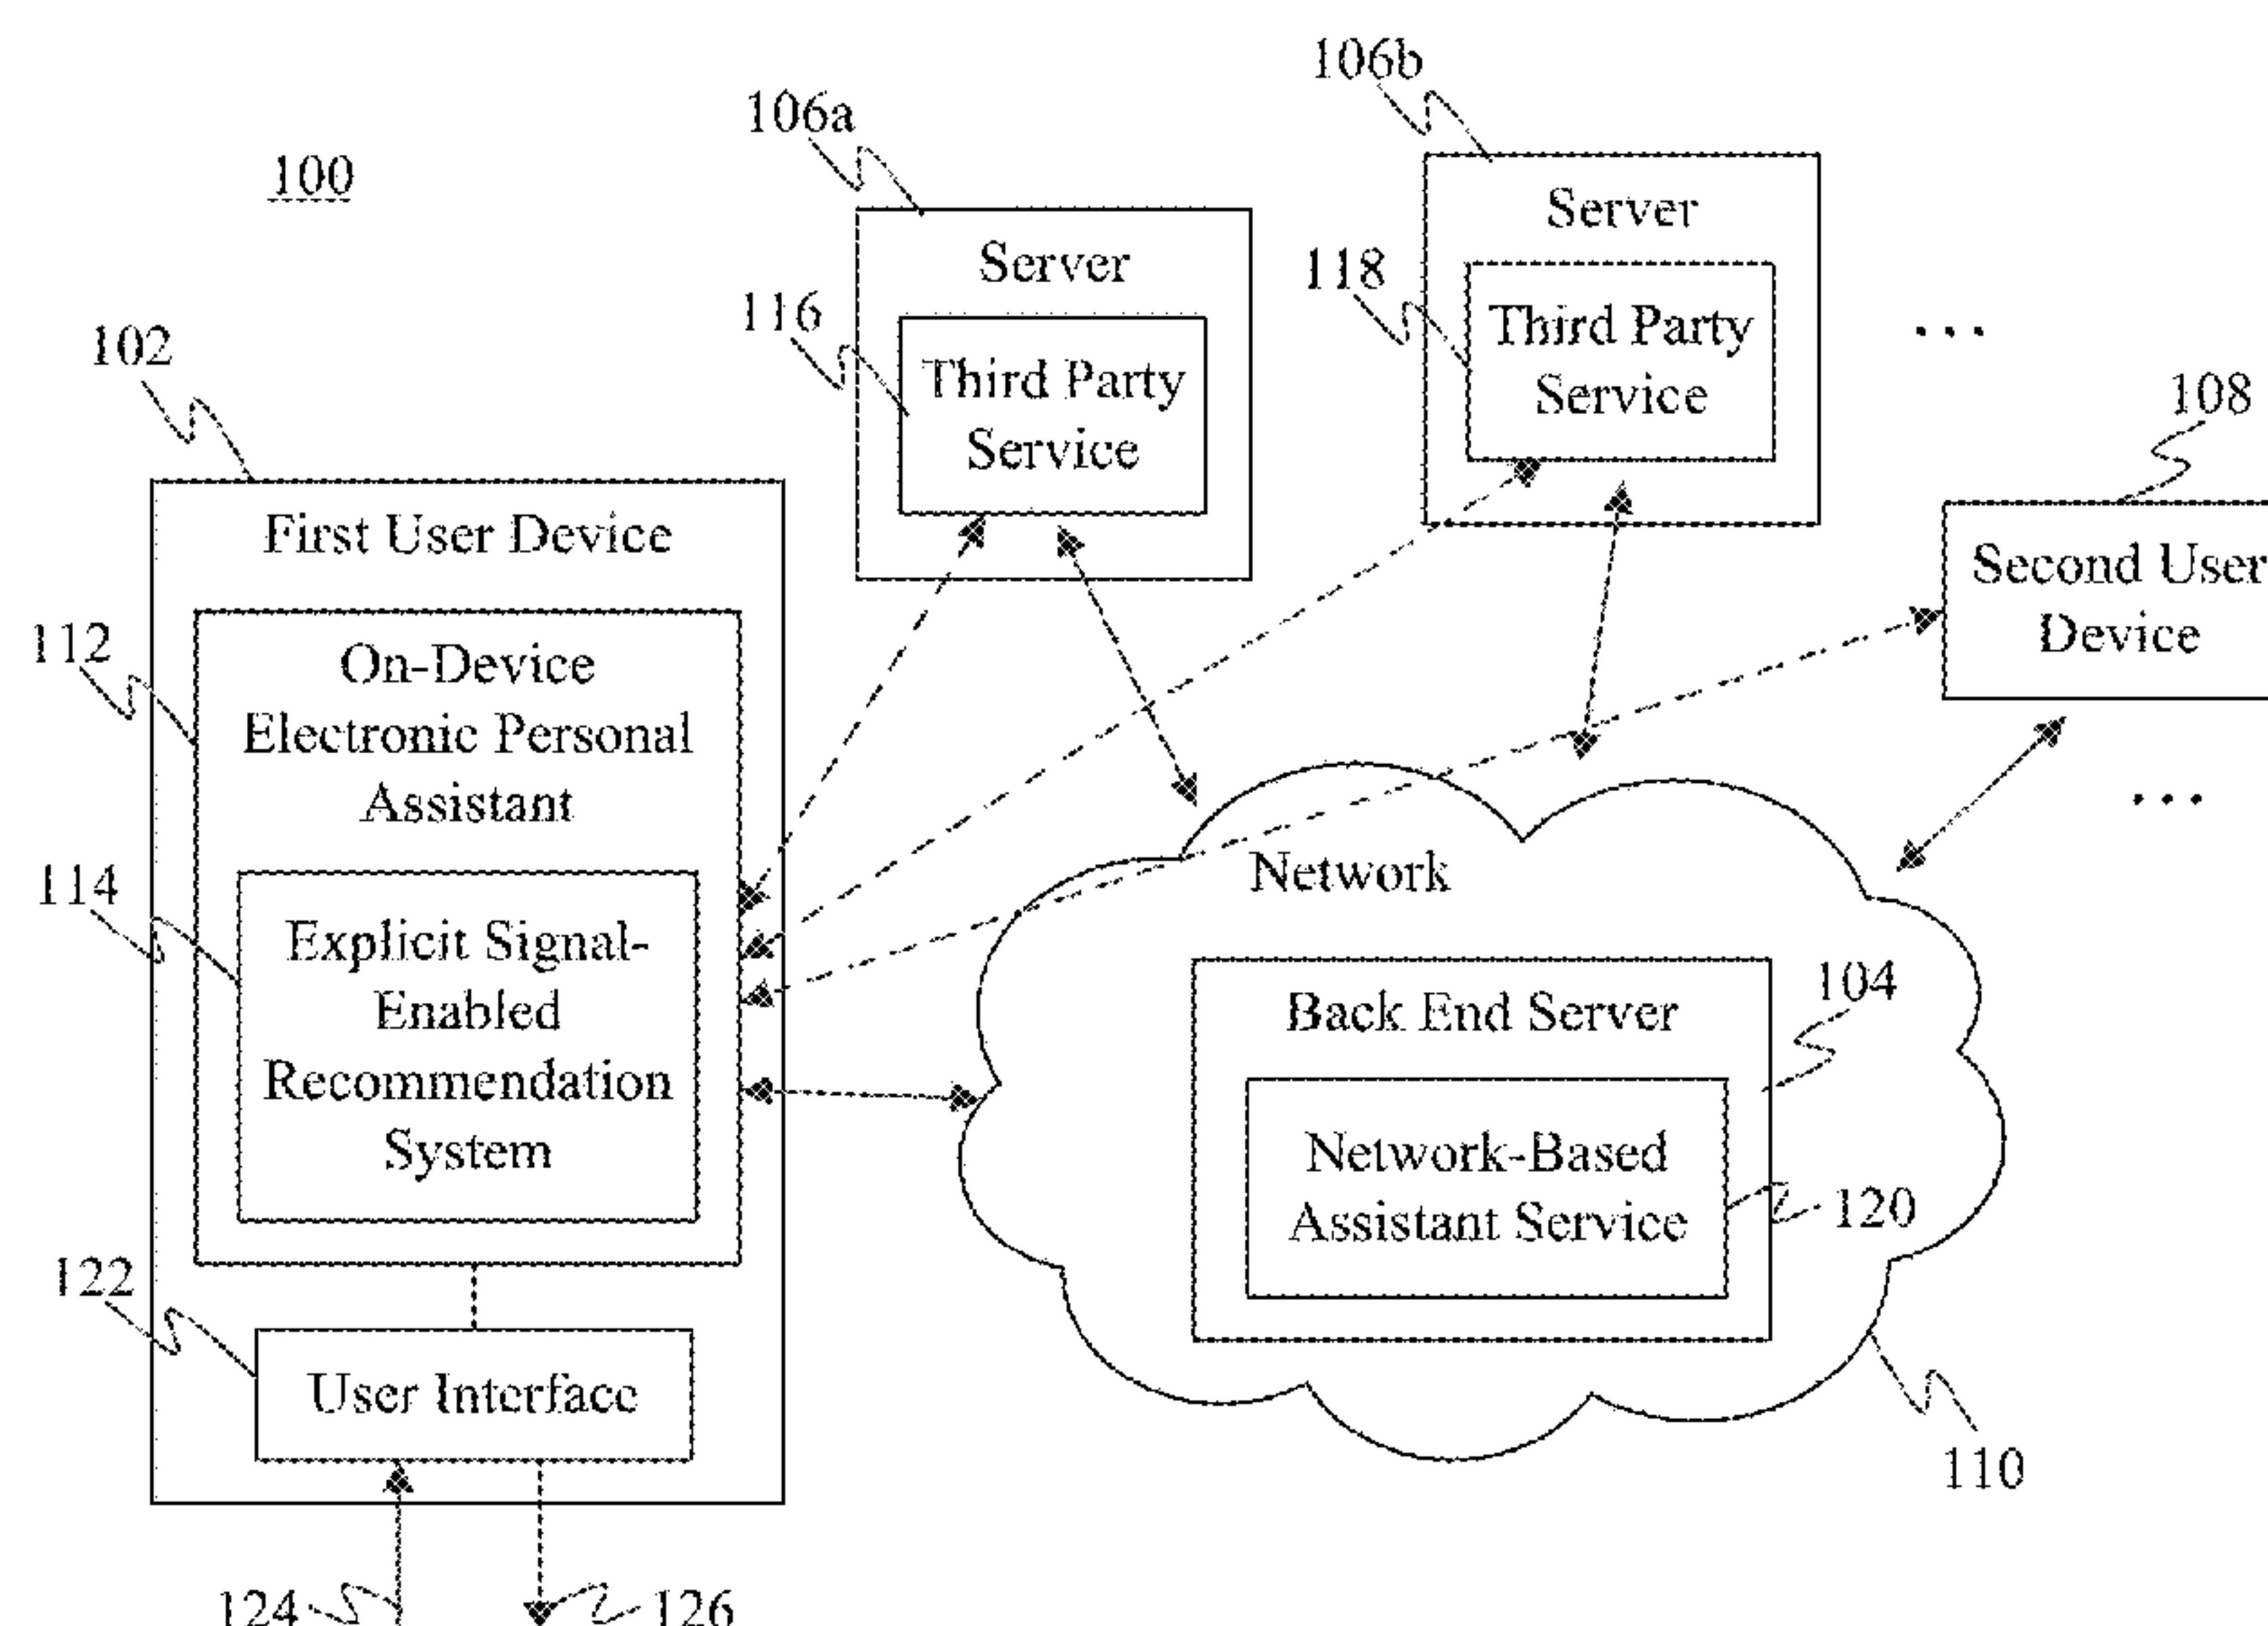 106b
106a
100
Server
Server
118
116
Third Party
Service
...
Third Party
Service
102
108
First User Device
Second User
Device
112
On-Device
Electronic Personal
Assistant
...
114
Network
Explicit Signal-
Enabled
Recommendation
System
104
Back End Server
Network-Based
Assistant Service
120
122
User Interface
110
124
126